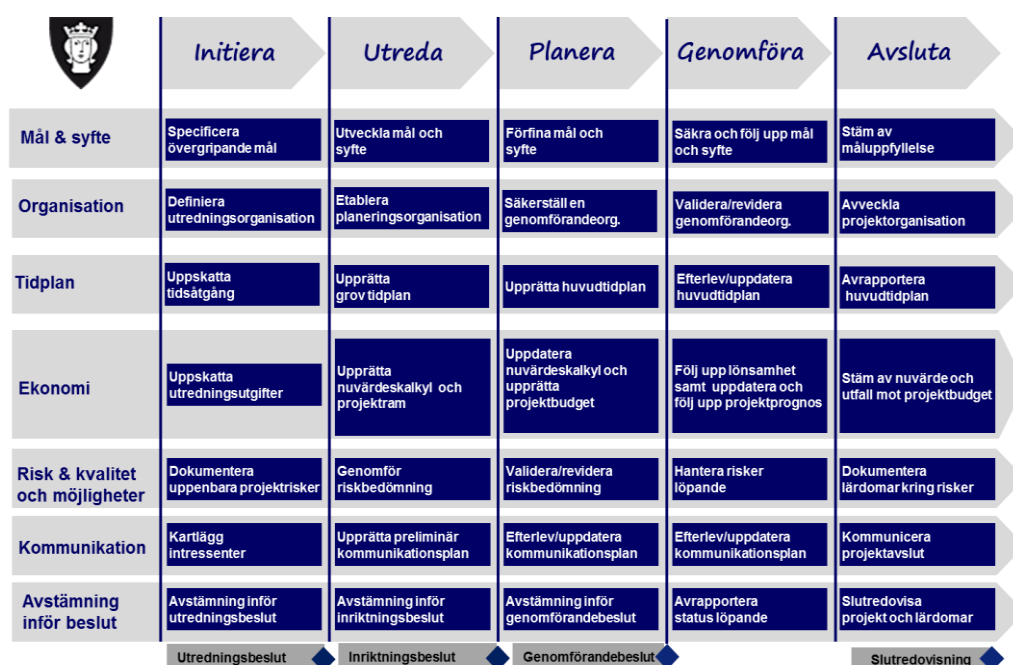 Initiera
Utreda
Planera
Genomföra
Avsluta
Mål & syfte
Specificera
övergripande mål
Utveckla mål och
syfte
Förfina mål och
syfte
Säkra och följ upp mål
och syfte
Stäm av
måluppfyllelse
Organisation
Definiera
utredningsorganisation
Etablera
planeringsorganisation
Säkerställ en
genomförandeorg.
Validera/revidera
genomförandeorg.
Avveckla
projektorganisation
Tidplan
Uppskatta
tidsåtgång
Upprätta
grov tidplan
Upprätta huvudtidplan
Efterlev/uppdatera
huvudtidplan
Avrapportera
huvudtidplan
Ekonomi
Uppskatta
utredningsutgifter
Upprätta
nuvärdeskalkyl och
projektram
Uppdatera
nuvärdeskalkyl och
upprätta
projektbudget
Följ upp lönsamhet
samt uppdatera och
följ upp projektprognos
Stäm av nuvärde och
utfall mot projektbudget
Risk & kvalitet
och möjligheter
Dokumentera
uppenbara projektrisker
Genomför
riskbedömning
Validera/revidera
riskbedömning
Hantera risker
löpande
Dokumentera
lärdomar kring risker
Kommunikation
Kartlägg
intressenter
Upprätta preliminär
kommunikationsplan
Efterlev/uppdatera
kommunikationsplan
Efterlev/uppdatera
kommunikationsplan
Kommunicera
projektavslut
Avstämning
inför beslut
Avstämning inför
utredningsbeslut
Avstämning inför
inriktningsbeslut
Avstämning inför
genomförandebeslut
Avrapportera
status löpande
Slutredovisa
projekt och lärdomar
Utredningsbeslut
Inriktningsbeslut
Genomförandebeslut
Slutredovisning